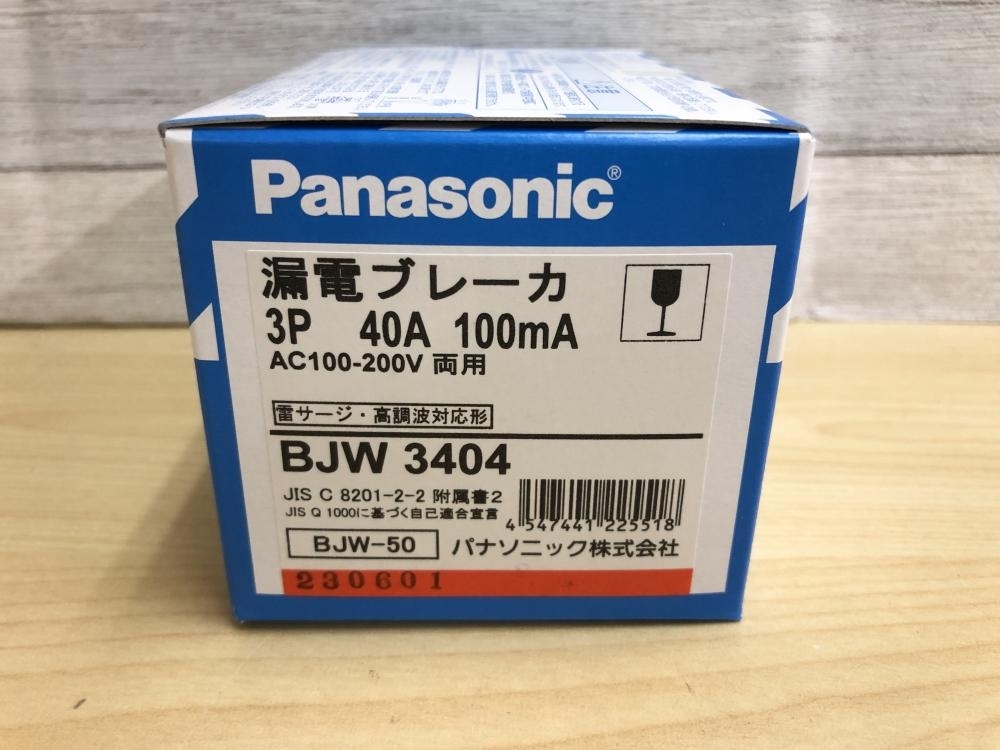 Panasonic®
漏電ブレーカ
3P 40A 100mA
AC100-200V 両用
雷サージ・高調波対応形
BJW 3404
JIS C 8201-2-2 附属書2
JIS Q 1000に基づく自己適合宣言
4 547441 225518
BJW-50 パナソニック株式会社
230601